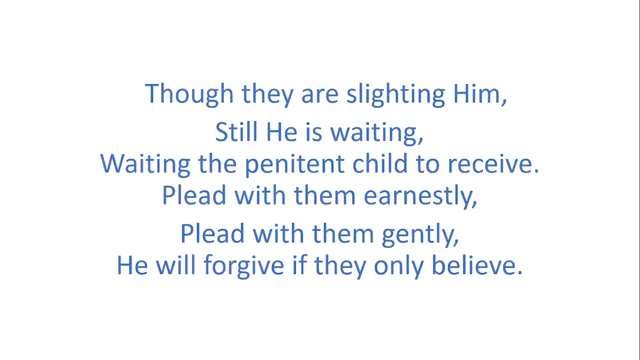 Though they are slighting Him,
Still He is waiting,
Waiting the penitent child to receive.
Plead with them earnestly,
Plead with them gently,
He will forgive if they only believe.